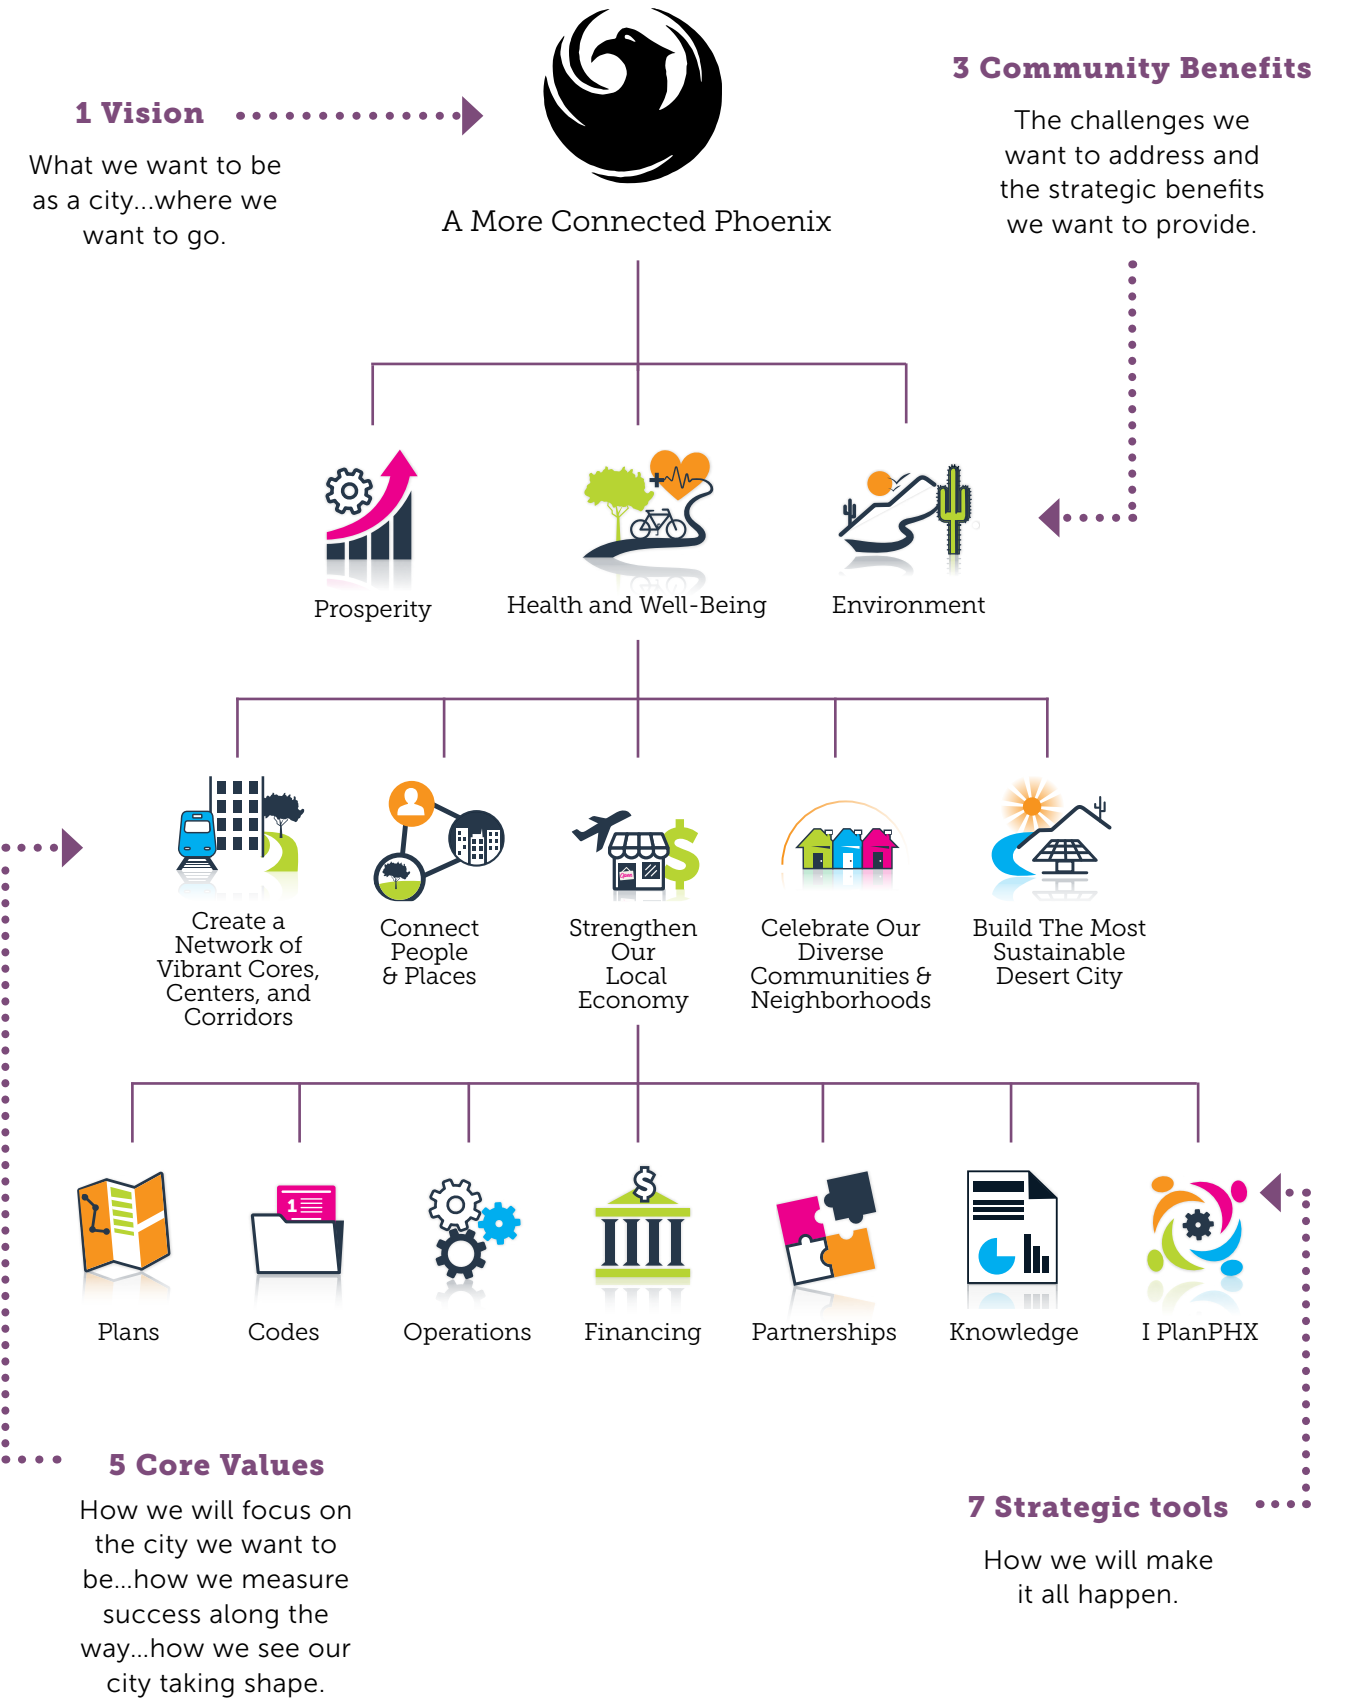 1 Vision
What we want to be
as a city...where we
want to go.
A More Connected Phoenix
3 Community Benefits
The challenges we
want to address and
the strategic benefits
we want to provide.
Prosperity
Health and Well-Being
Environment
Create a
Network of
Vibrant Cores,
Centers, and
Corridors
Connect
People
& Places
Strengthen
Our
Local
Economy
Celebrate Our
Diverse
Communities &
Neighborhoods
Build The Most
Sustainable
Desert City
$
1
$
Plans
Codes
Operations
Financing
Partnerships
Knowledge
I PlanPHX
5 Core Values
How we will focus on
the city we want to
be...how we measure
success along the
way...how we see our
city taking shape.
7 Strategic tools
How we will make
it all happen.